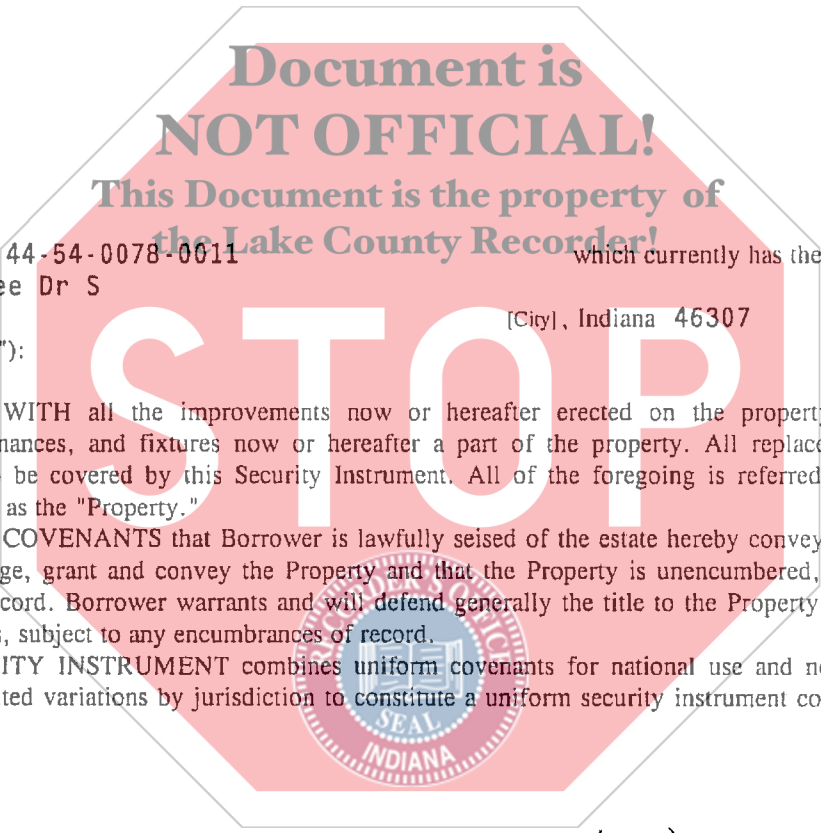 Document is
NOT OFFICIAL!
This Document is the property of
the Lake County Recorder!
44-54-0078-0011 which currently has the
ee Dr S
[City], Indiana 46307
"):
STOP
WITH all the improvements now or hereafter erected on the property
nances, and fixtures now or hereafter a part of the property. All replace
be covered by this Security Instrument. All of the foregoing is referred
as the "Property."
COVENANTS that Borrower is lawfully seised of the estate hereby convey
ge, grant and convey the Property and that the Property is unencumbered,
cord. Borrower warrants and will defend generally the title to the Property
, subject to any encumbrances of record.
ITY INSTRUMENT combines uniform covenants for national use and n
ted variations by jurisdiction to constitute a uniform security instrument co
RECORDER'S OFFICE
SEAL
INDIANA